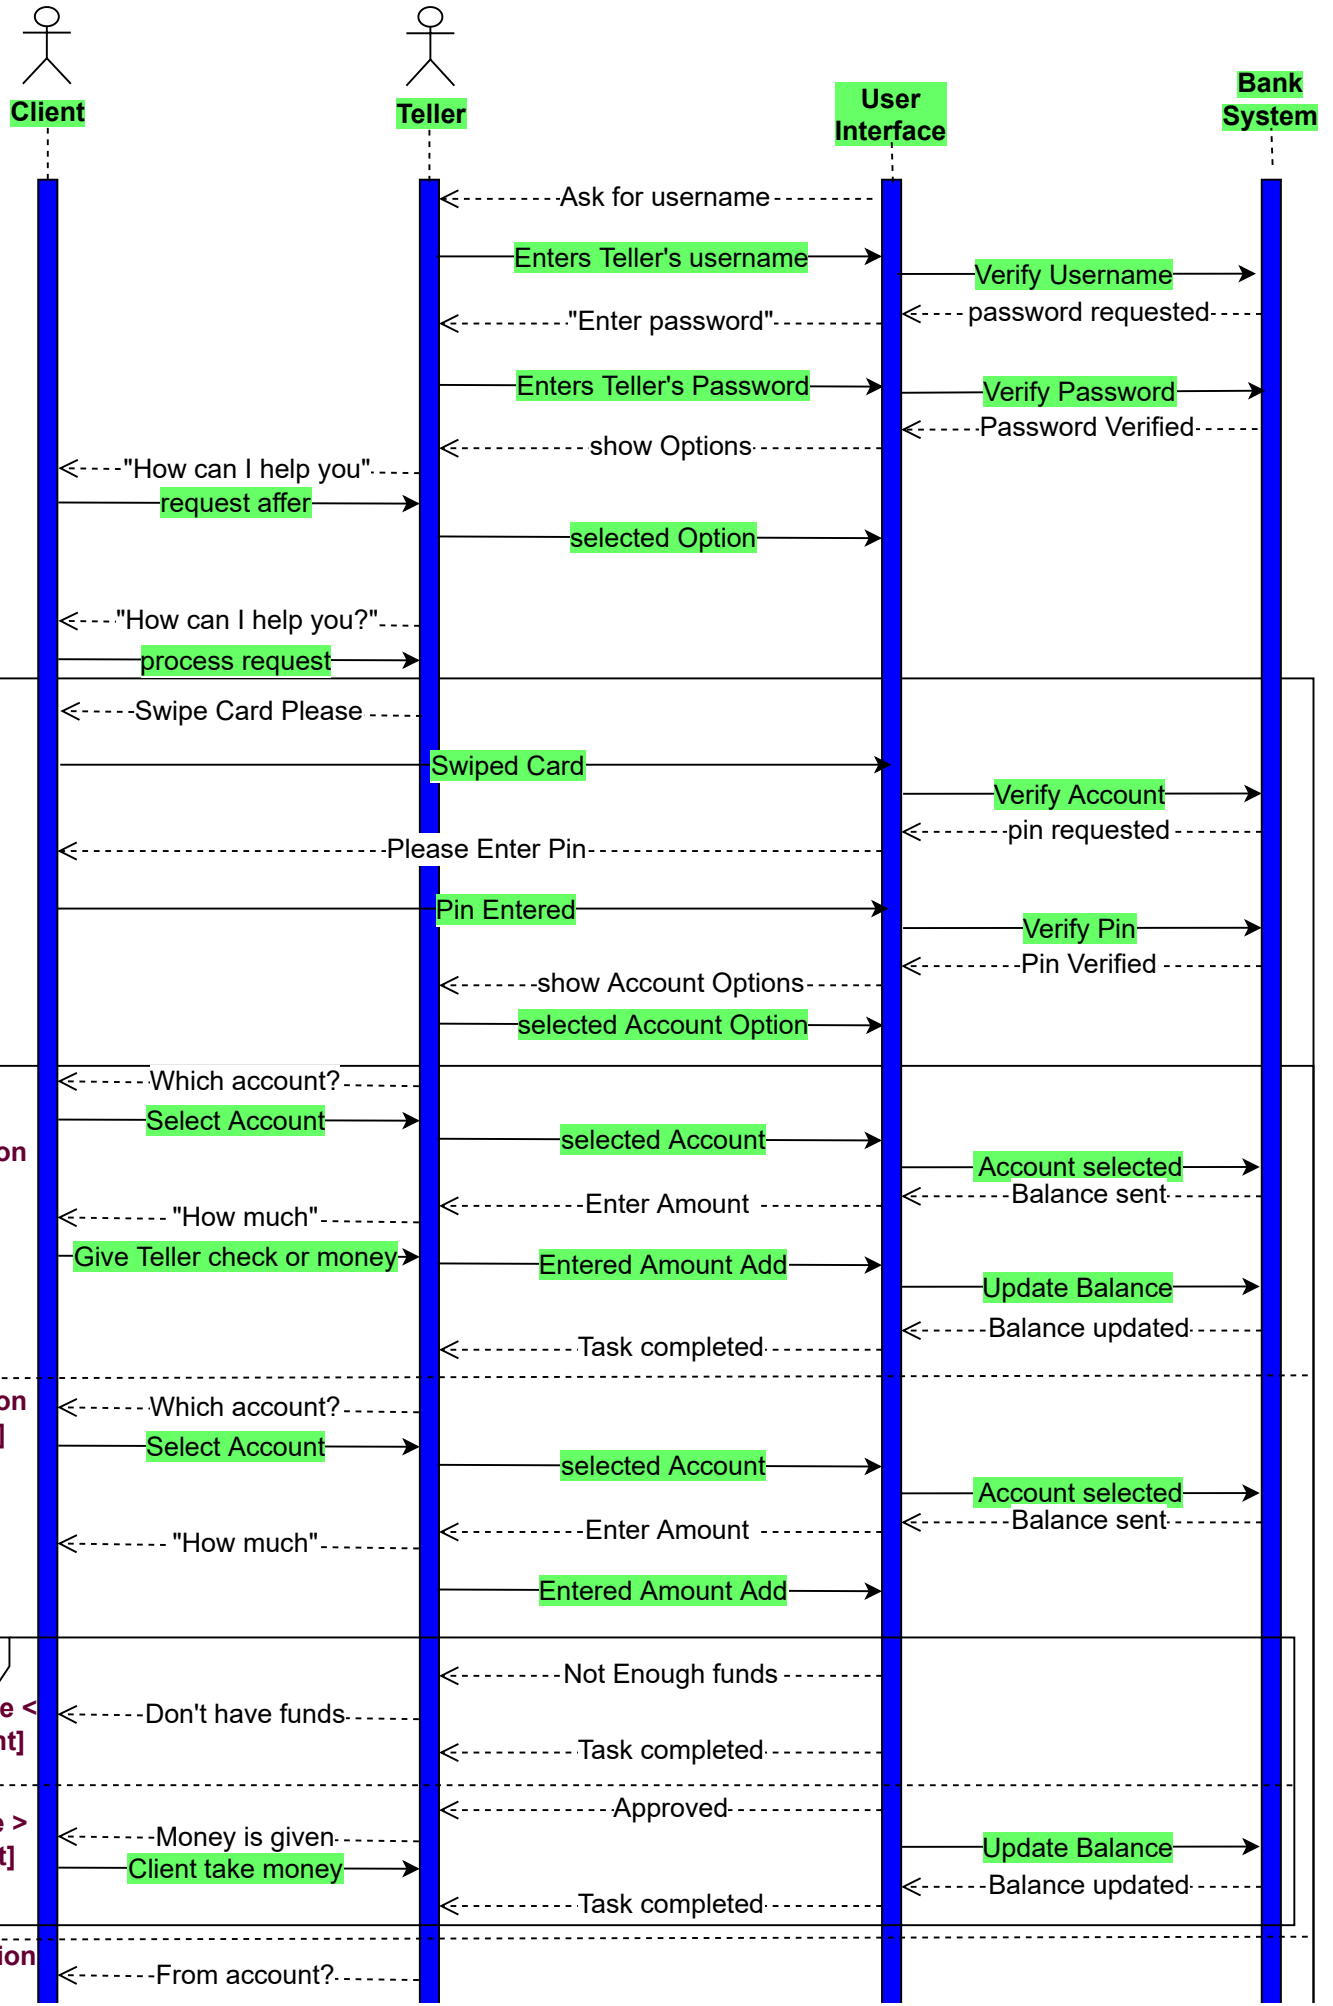 Client
Teller
User
Interface
Bank
System
Ask for username
Enters Teller's username
Verify Username
password requested
"Enter password"
Enters Teller's Password
Verify Password
Password Verified
show Options
"How can I help you"
request affer
selected Option
"How can I help you?"
process request
Swipe Card Please
Swiped Card
Verify Account
pin requested
Please Enter Pin
Pin Entered
Verify Pin
Pin Verified
show Account Options
selected Account Option
Which account?
Select Account
selected Account
on
Account selected
Balance sent
Enter Amount
"How much"
Give Teller check or money
Entered Amount Add
Update Balance
Balance updated
Task completed
on
]
Which account?
Select Account
selected Account
Account selected
Balance sent
Enter Amount
"How much"
Entered Amount Add
Not Enough funds
e <
nt]
Don't have funds
Task completed
Approved
e >
t]
Money is given
Update Balance
Client take money
Balance updated
Task completed
ion
From account?